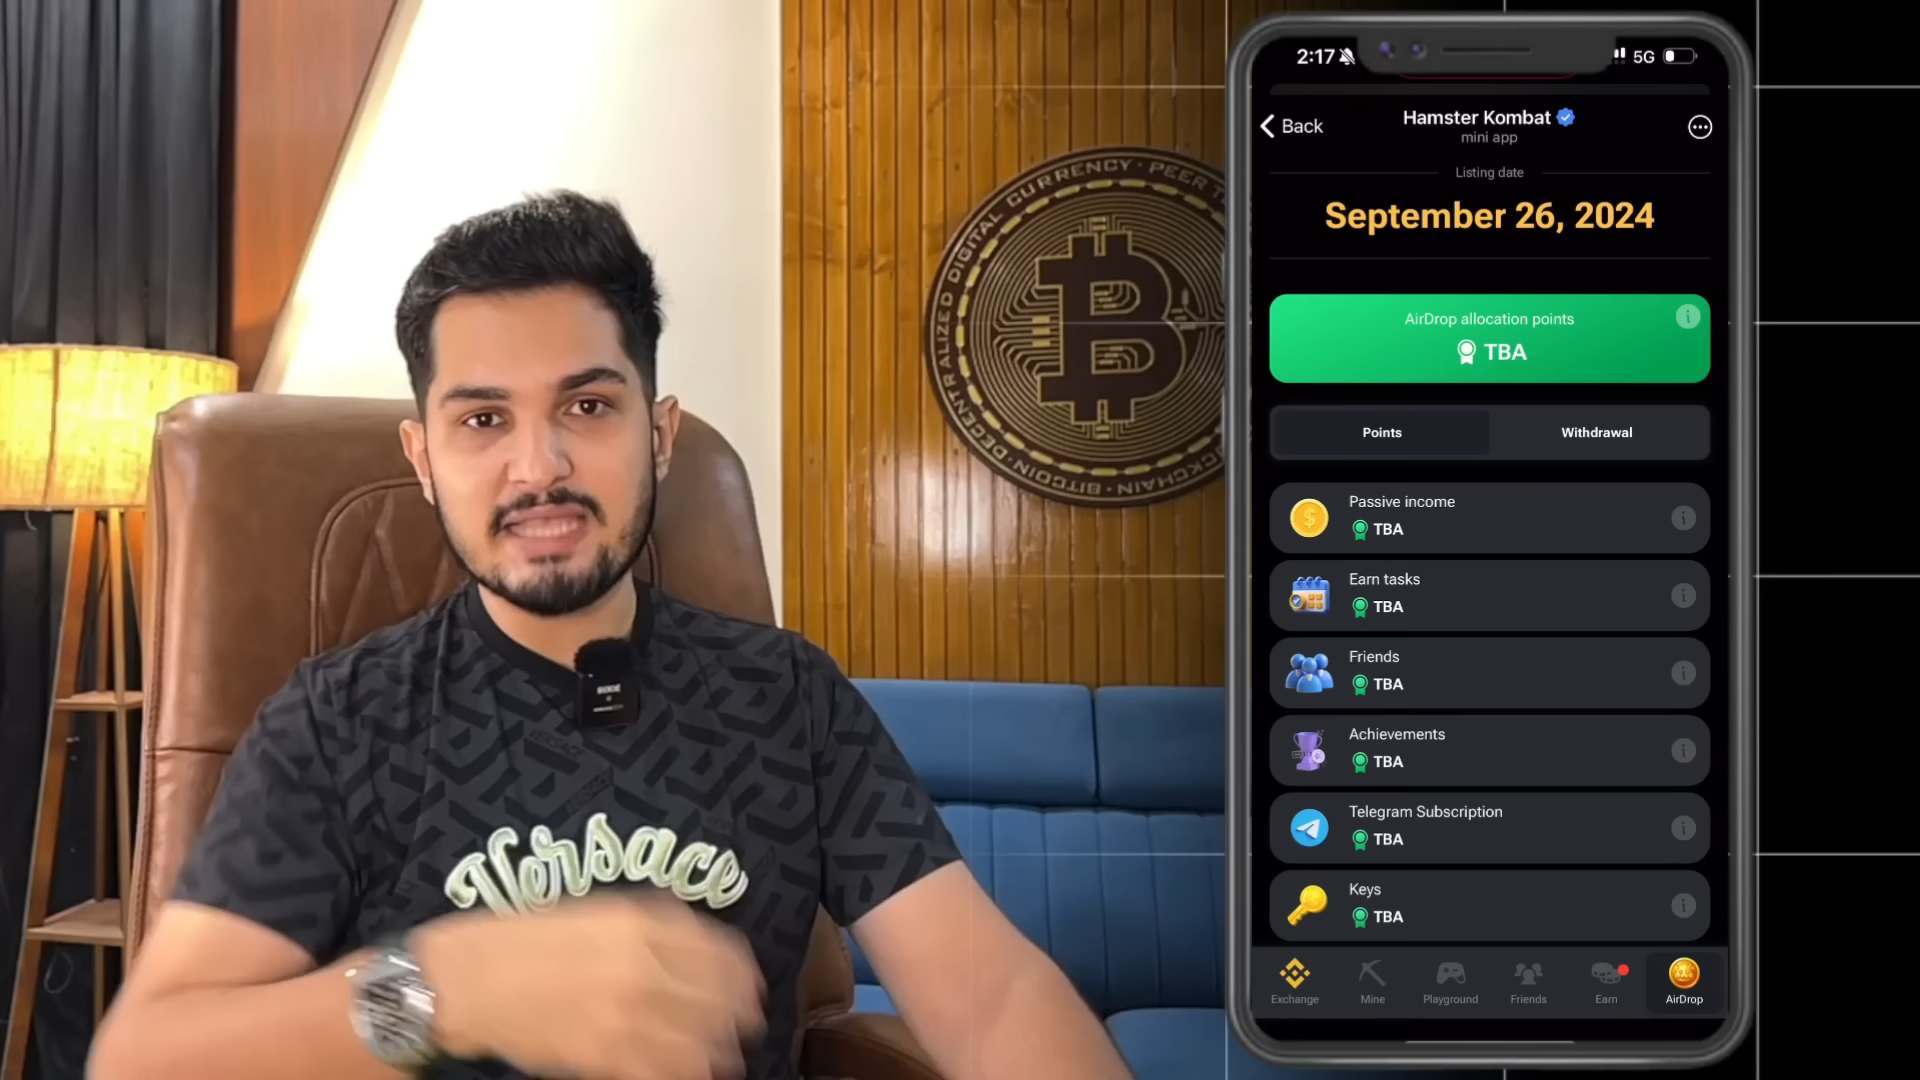 DECENTRALIZED DIGITAL CURRENCY · PEER T
BITCOIN · DECEN
Versace
2:17
5G
Back
Hamster Kombat
mini app
Listing date
September 26, 2024
AirDrop allocation points
TBA
Points
Withdrawal
Passive income
TBA
Earn tasks
TBA
Friends
TBA
Achievements
TBA
Telegram Subscription
TBA
Keys
TBA
Exchange
Mine
Playground
Friends
Earn
AirDrop